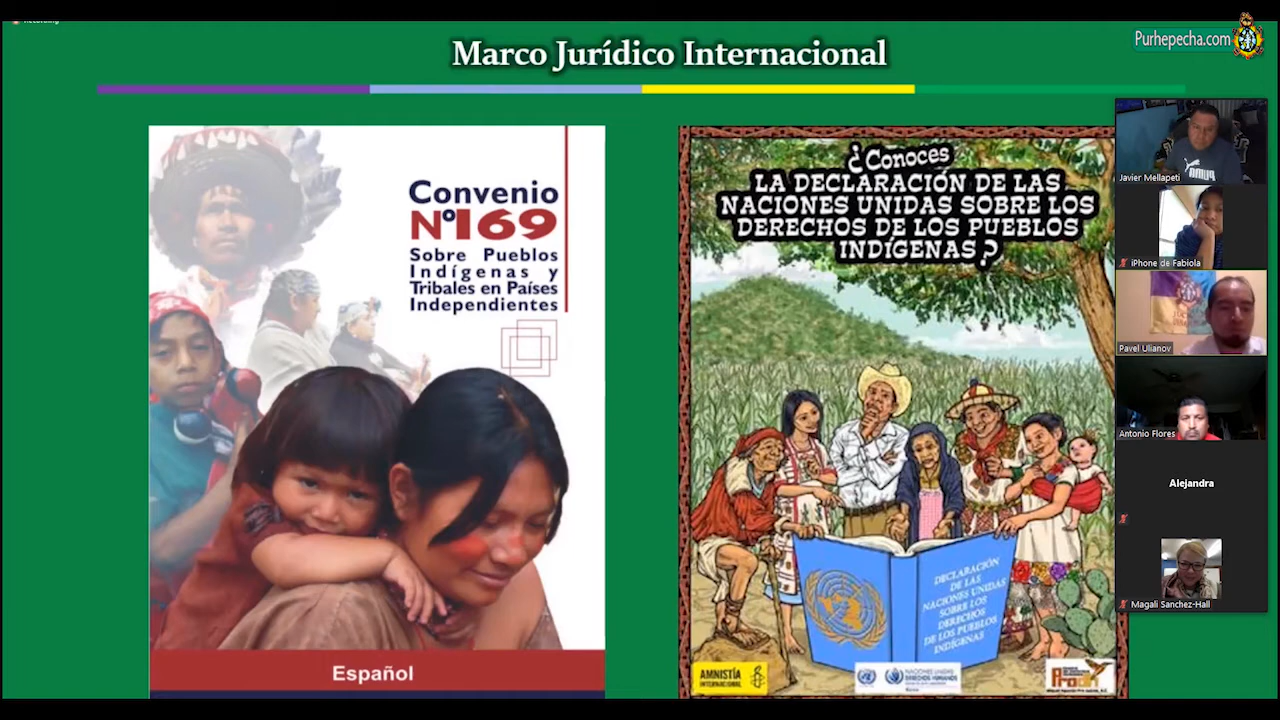 Recording
Marco Jurídico Internacional
Purhepecha.com
Convenio
Nº169
Sobre Pueblos
Indígenas y
Tribales en Países
Independientes
Español
¿Conoces
LA DECLARACIÓN DE LAS
NACIONES UNIDAS SOBRE LOS
DERECHOS DE LOS PUEBLOS
INDÍGENAS?
DECLARACIÓN
DE LAS
NACIONES UNIDAS
SOBRE LOS
DERECHOS
DE LOS PUEBLOS
INDÍGENAS
AMNISTÍA
INTERNACIONAL
NACIONES UNIDAS
DERECHOS HUMANOS
Javier Mellapeti
iPhone de Fabiola
Pavel Ulianov
Antonio Flores
Alejandra
Magali Sanchez-Hall